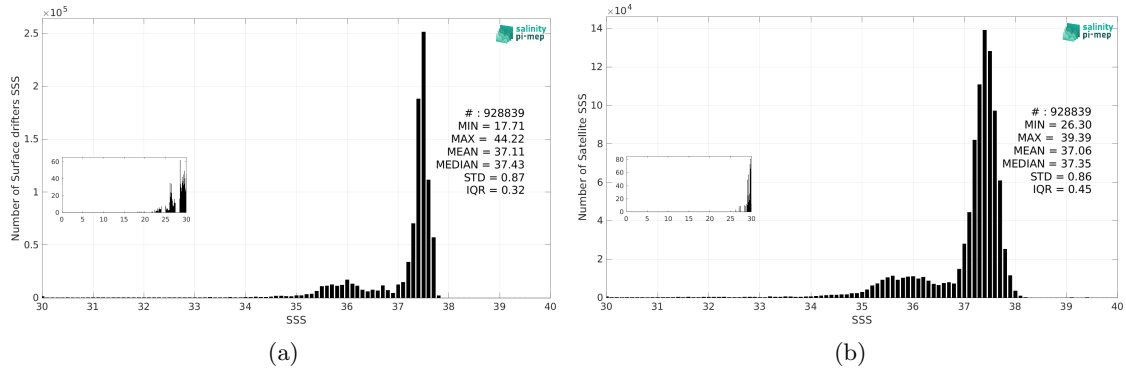 ×10⁵
salinity
pi-mep
2.5
2
1.5
1
0.5
0
Number of Surface drifters SSS
# : 928839
MIN = 17.71
MAX = 44.22
MEAN = 37.11
MEDIAN = 37.43
STD = 0.87
IQR = 0.32
60
40
20
0
0 5 10 15 20 25 30
30 32 33 34 35 36 37 38 39 40
SSS
(a)
×10⁴
salinity
pi-mep
14
12
10
8
6
4
2
0
Number of Satellite SSS
# : 928839
MIN = 26.30
MAX = 39.39
MEAN = 37.06
MEDIAN = 37.35
STD = 0.86
IQR = 0.45
80
60
40
20
0
0 5 10 15 20 25 30
30 32 33 34 35 36 37 38 39 40
SSS
(b)